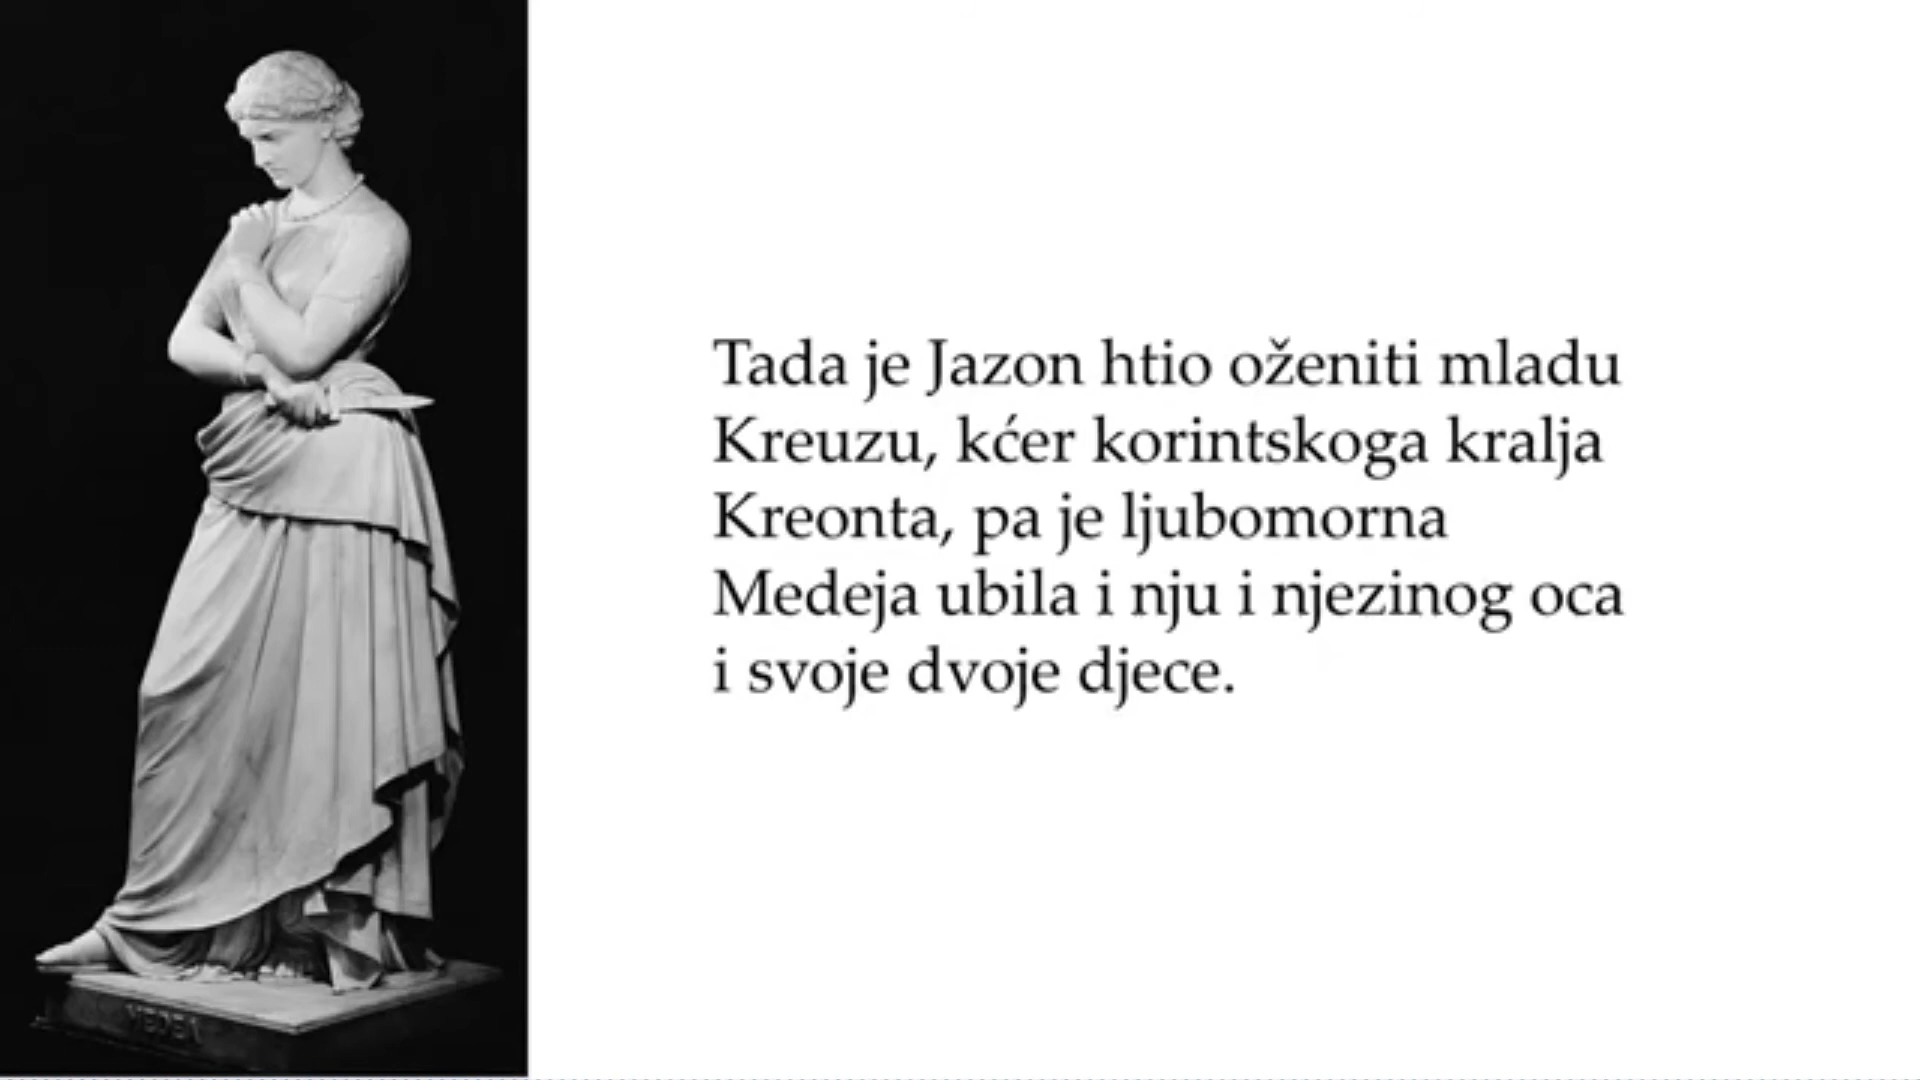 Tada je Jazon htio oženiti mladu
Kreuzu, kćer korintskoga kralja
Kreonta, pa je ljubomorna
Medeja ubila i nju i njezinog oca
i svoje dvoje djece.
MEDEA